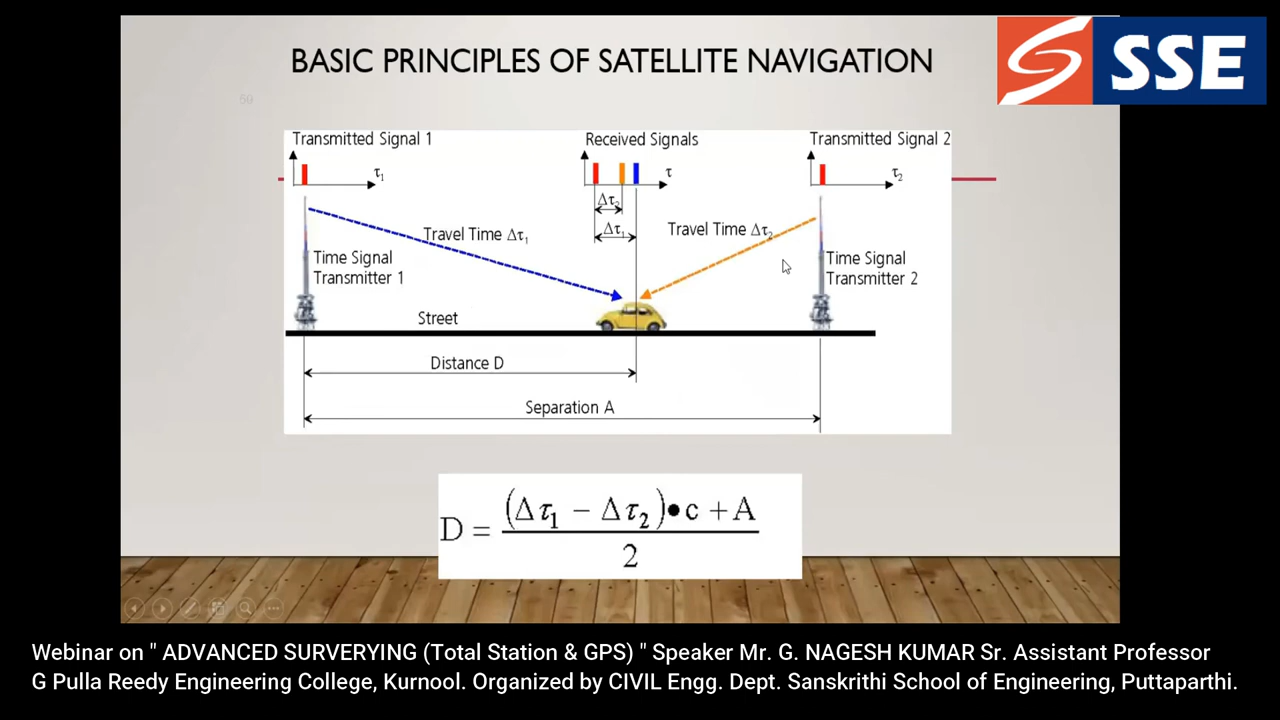 BASIC PRINCIPLES OF SATELLITE NAVIGATION
SSE
59
Transmitted Signal 1
Received Signals
Transmitted Signal 2
τ1
τ
τ2
Δτ2
Δτ1
Travel Time Δτ1
Travel Time Δτ2
Time Signal
Transmitter 1
Time Signal
Transmitter 2
Street
Distance D
Separation A
D = (Δτ1 − Δτ2)•c + A
2
Webinar on " ADVANCED SURVERYING (Total Station & GPS) " Speaker Mr. G. NAGESH KUMAR Sr. Assistant Professor
G Pulla Reedy Engineering College, Kurnool. Organized by CIVIL Engg. Dept. Sanskrithi School of Engineering, Puttaparthi.